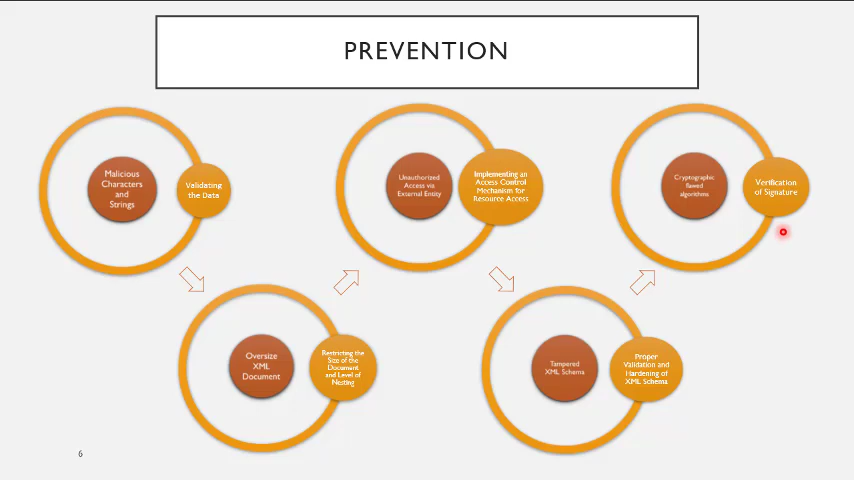 PREVENTION
Malicious
Characters
and
Strings
Validating
the Data
Oversize
XML
Document
Restricting the
Size of the
Document
and Level of
Nesting
Unauthorized
Access via
External Entity
Implementing an
Access Control
Mechanism for
Resource Access
Tampered
XML Schema
Proper
Validation and
Hardening of
XML Schema
Cryptographic
flawed
algorithms
Verification
of Signature
6